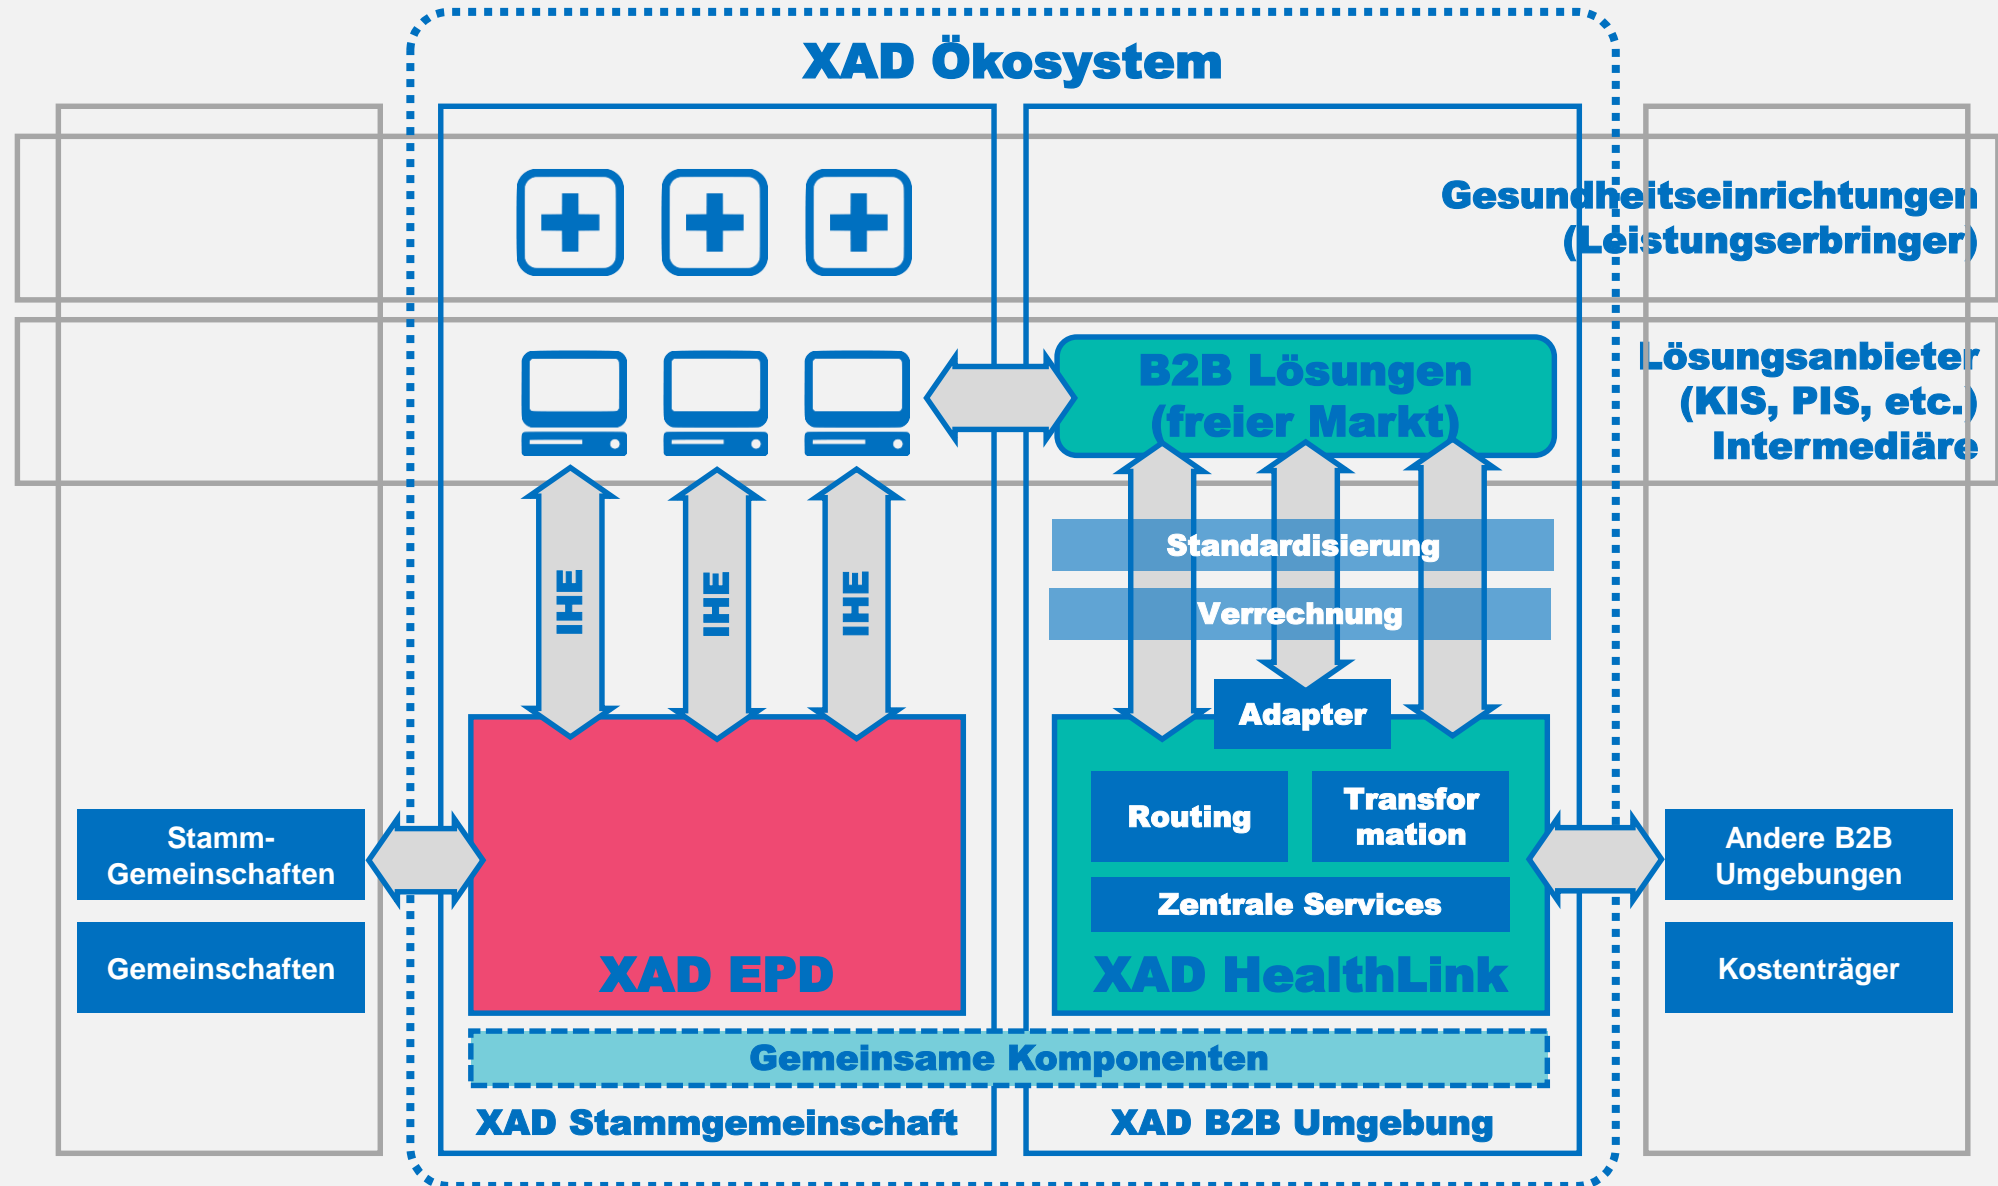 XAD Ökosystem
Gesundheitseinrichtungen
(Leistungserbringer)
B2B Lösungen
(freier Markt)
Lösungsanbieter
(KIS, PIS, etc.)
Intermediäre
Standardisierung
IHE
IHE
IHE
Verrechnung
Adapter
Routing
Transfor
mation
Stamm-
Gemeinschaften
Andere B2B
Umgebungen
Zentrale Services
Gemeinschaften
XAD EPD
XAD HealthLink
Kostenträger
Gemeinsame Komponenten
XAD Stammgemeinschaft
XAD B2B Umgebung